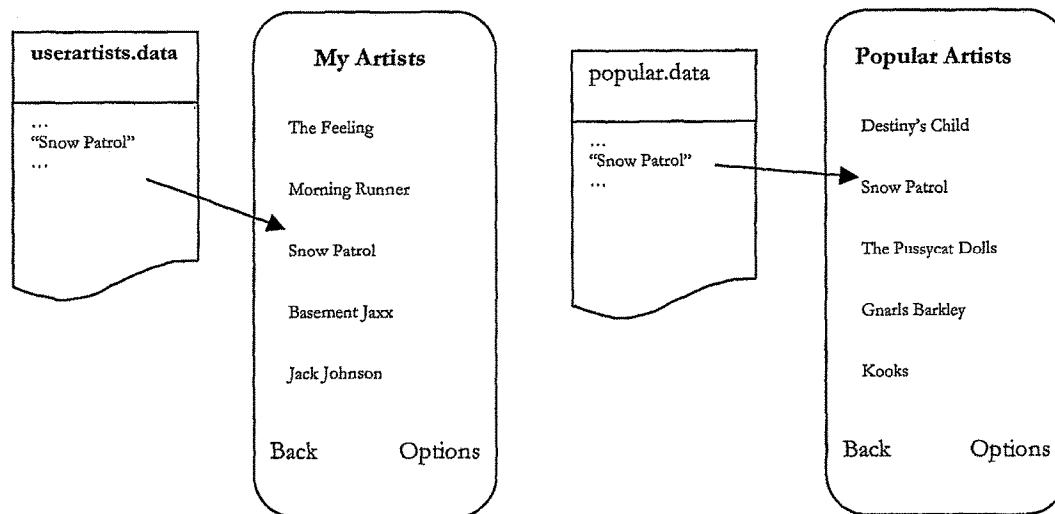 userartists.data
...
“Snow Patrol”
...
My Artists
The Feeling
Morning Runner
Snow Patrol
Basement Jaxx
Jack Johnson
Back Options
popular.data
...
“Snow Patrol”
...
Popular Artists
Destiny's Child
Snow Patrol
The Pussycat Dolls
Gnarls Barkley
Kooks
Back Options